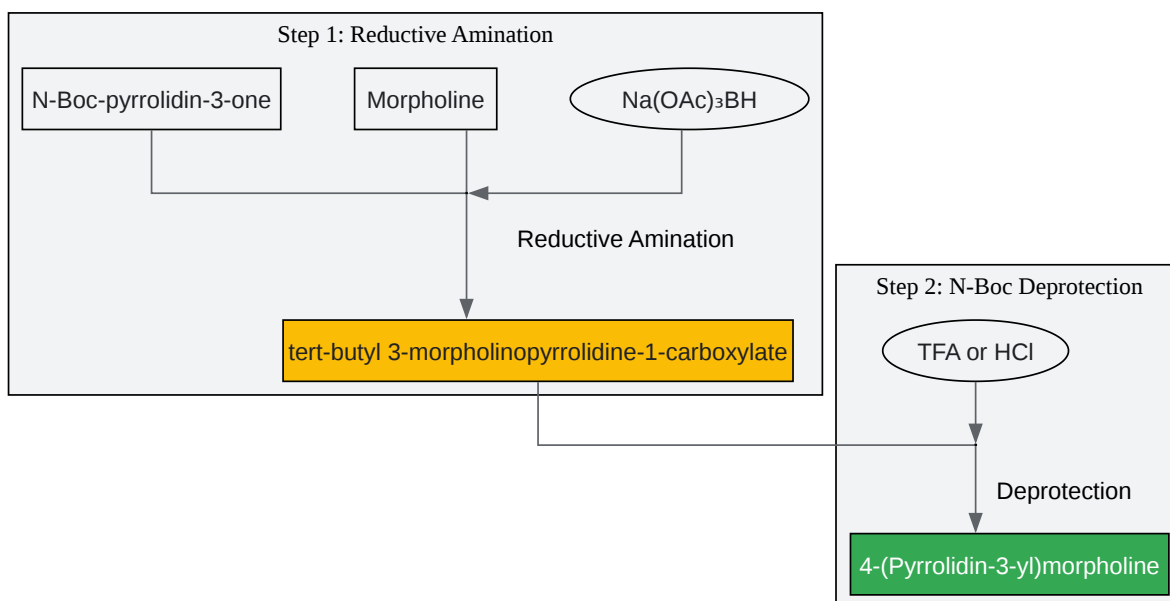 Step 1: Reductive Amination
N-Boc-pyrrolidin-3-one
Morpholine
Na(OAc)₃BH
Reductive Amination
tert-butyl 3-morpholinopyrrolidine-1-carboxylate
Step 2: N-Boc Deprotection
TFA or HCl
Deprotection
4-(Pyrrolidin-3-yl)morpholine